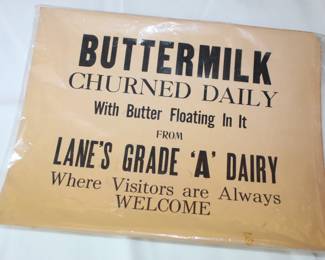 BUTTERMILK
CHURNED DAILY
With Butter Floating In It
FROM
LANE'S GRADE 'A' DAIRY
Where Visitors are Always
WELCOME